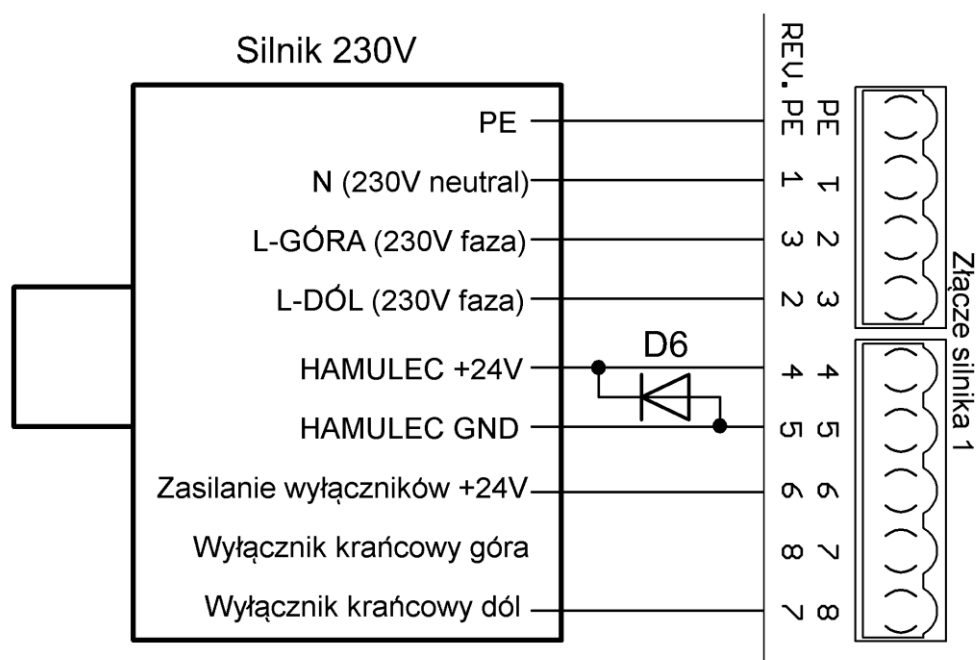 Silnik 230V
REV.
PE PE PE
N (230V neutral) 1 1
L-GÓRA (230V faza) 3 2
L-DÓL (230V faza) 2 3
D6
HAMULEC +24V 4 4
HAMULEC GND 5 5
Zasilanie wyłączników +24V 6 6
Wyłącznik krańcowy góra 8 7
Wyłącznik krańcowy dól 7 8
Złącze silnika 1